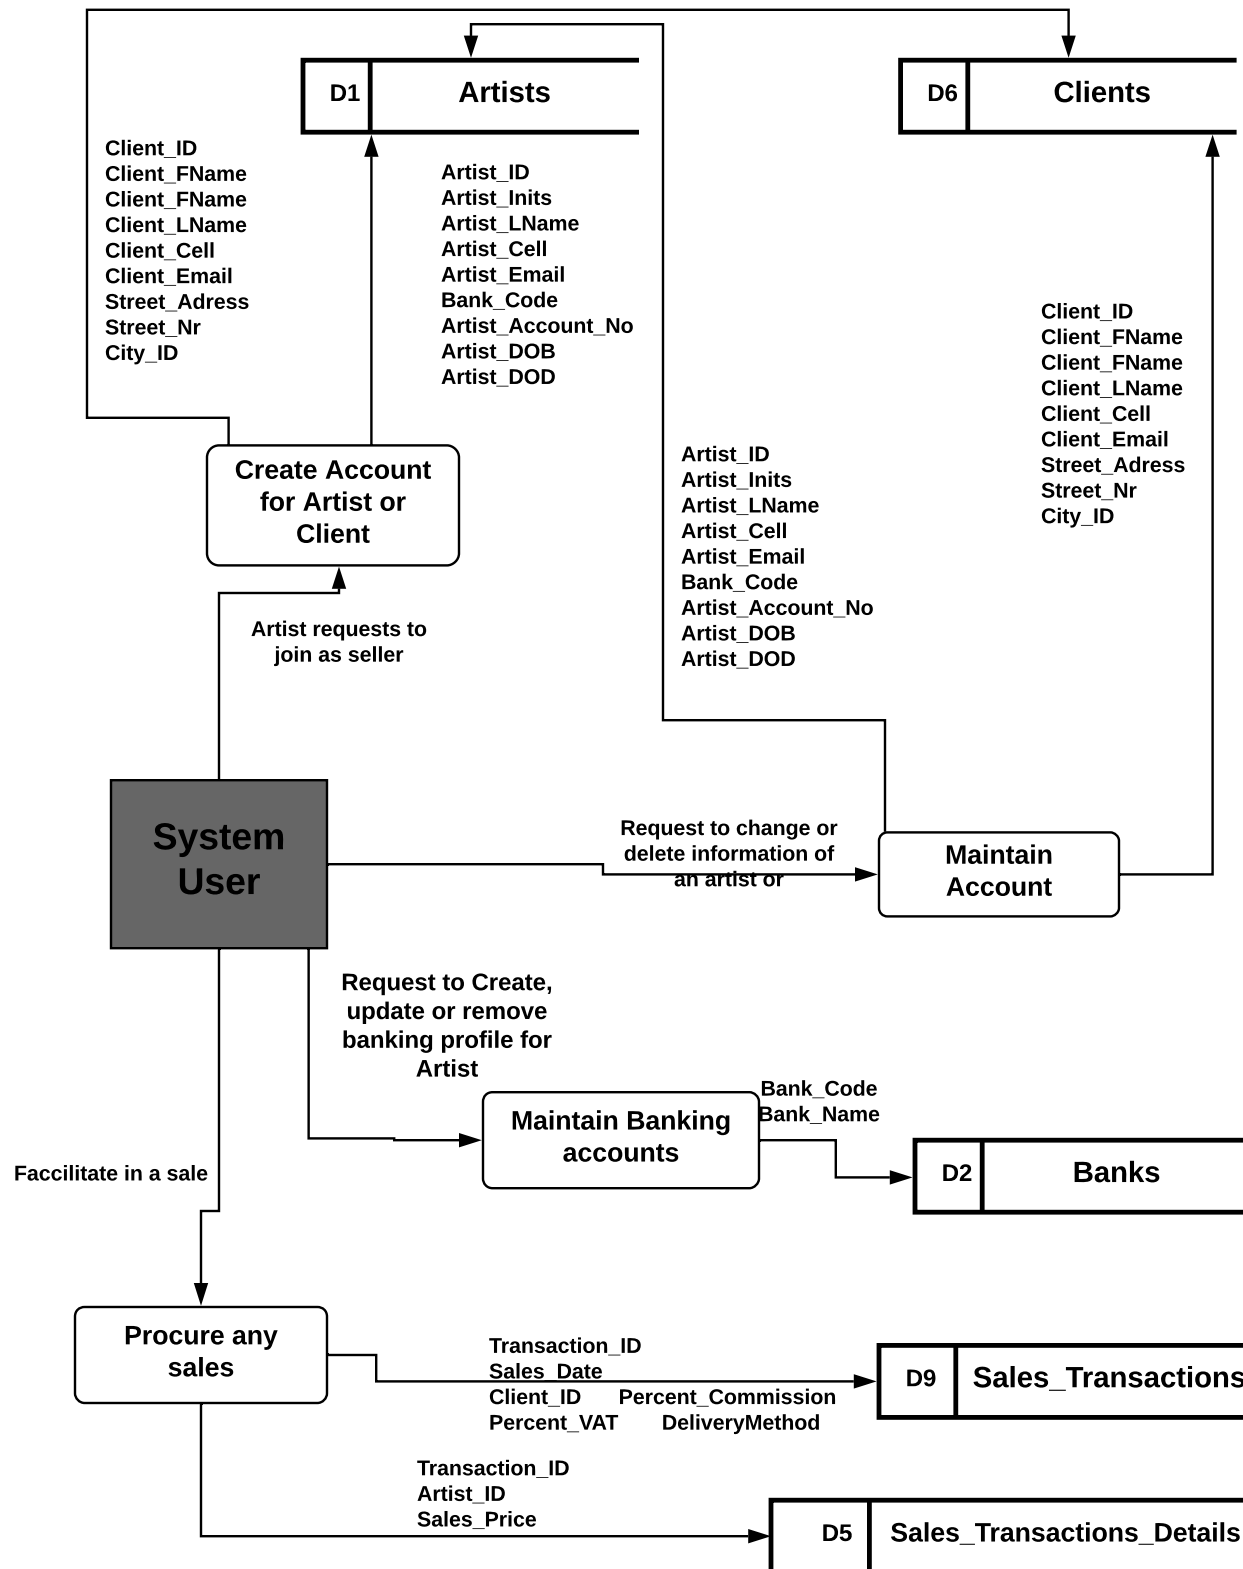 D1
Artists
D6
Clients
Client_ID
Client_FName
Client_FName
Client_LName
Client_Cell
Client_Email
Street_Adress
Street_Nr
City_ID
Artist_ID
Artist_Inits
Artist_LName
Artist_Cell
Artist_Email
Bank_Code
Artist_Account_No
Artist_DOB
Artist_DOD
Client_ID
Client_FName
Client_FName
Client_LName
Client_Cell
Client_Email
Street_Adress
Street_Nr
City_ID
Create Account
for Artist or
Client
Artist_ID
Artist_Inits
Artist_LName
Artist_Cell
Artist_Email
Bank_Code
Artist_Account_No
Artist_DOB
Artist_DOD
Artist requests to
join as seller
System
User
Request to change or
delete information of
an artist or
Maintain
Account
Request to Create,
update or remove
banking profile for
Artist
Maintain Banking
accounts
Bank_Code
Bank_Name
D2
Banks
Faccilitate in a sale
Procure any
sales
Transaction_ID
Sales_Date
Client_ID Percent_Commission
Percent_VAT DeliveryMethod
D9
Sales_Transactions
Transaction_ID
Artist_ID
Sales_Price
D5
Sales_Transactions_Details